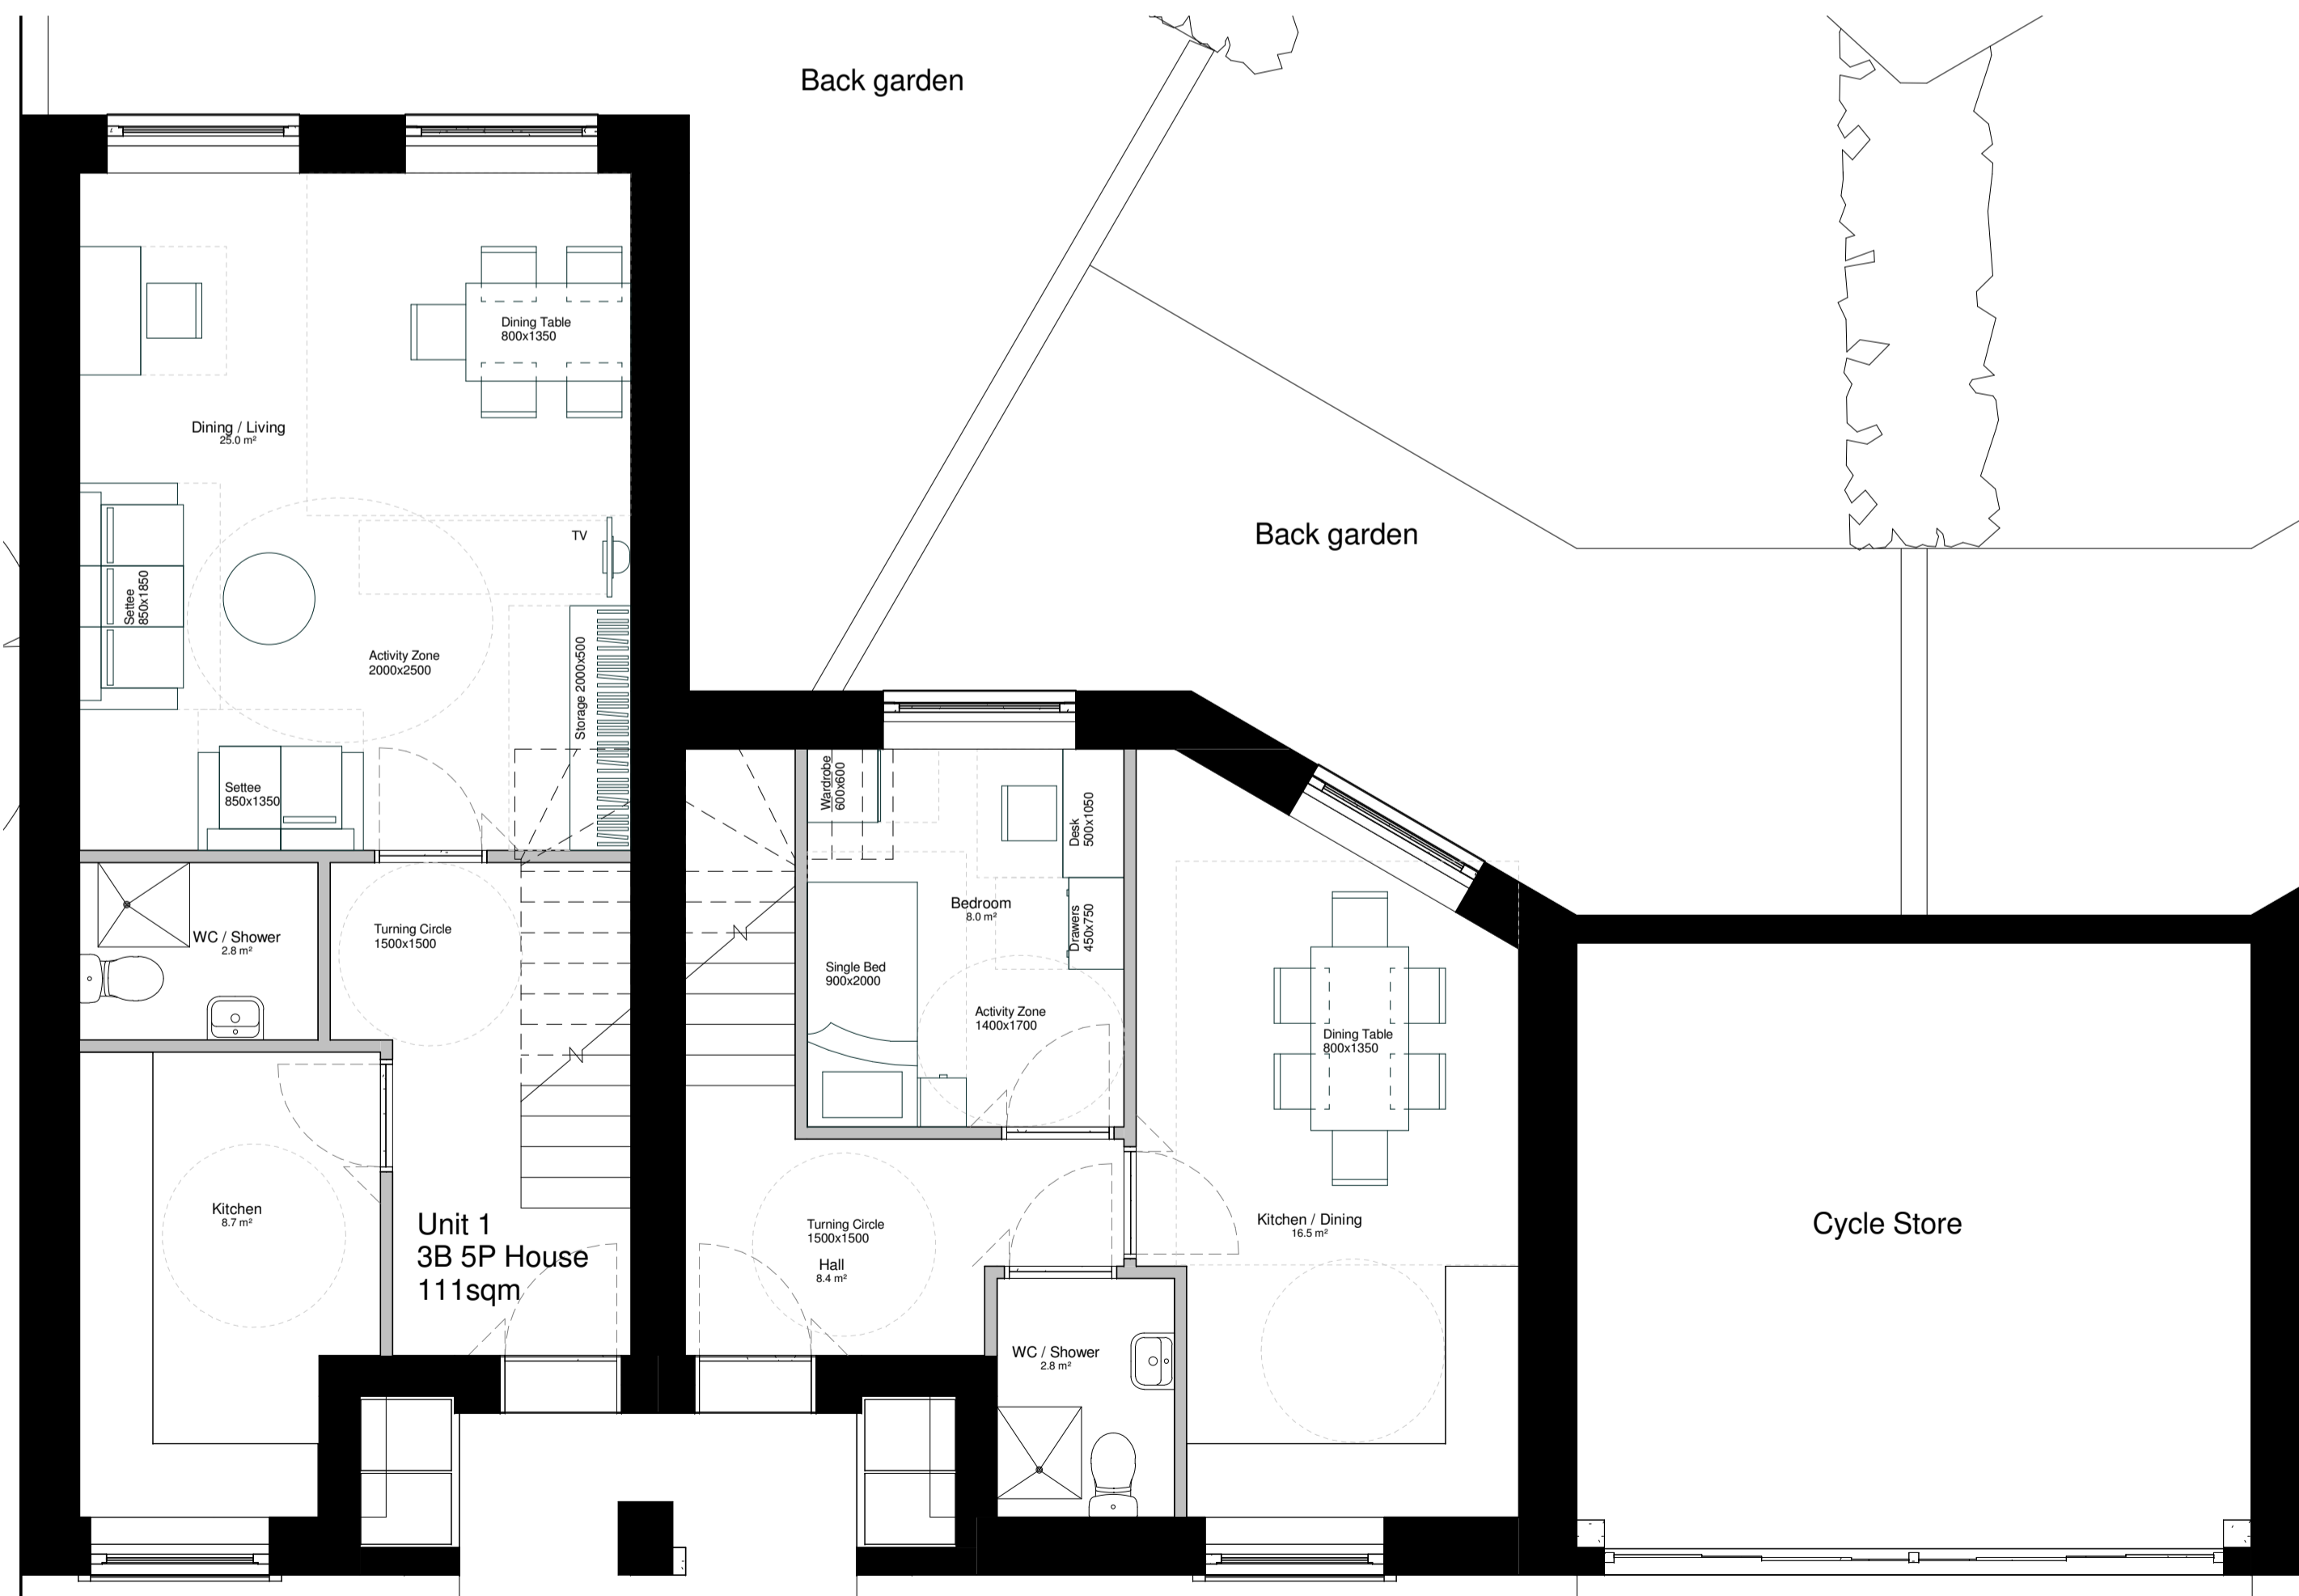 Back garden
Dining Table
800x1350
Dining / Living
25.0 m²
TV
Back garden
Settee
850x1850
Activity Zone
2000x2500
Storage 2000x500
Settee
850x1350
Wardrobe
600x600
Desk
500x1050
Bedroom
8.0 m²
Drawers
450x750
WC / Shower
2.8 m²
Turning Circle
1500x1500
Single Bed
900x2000
Activity Zone
1400x1700
Dining Table
800x1350
Kitchen
8.7 m²
Unit 1
3B 5P House
111sqm
Turning Circle
1500x1500
Hall
8.4 m²
Kitchen / Dining
16.5 m²
Cycle Store
WC / Shower
2.8 m²